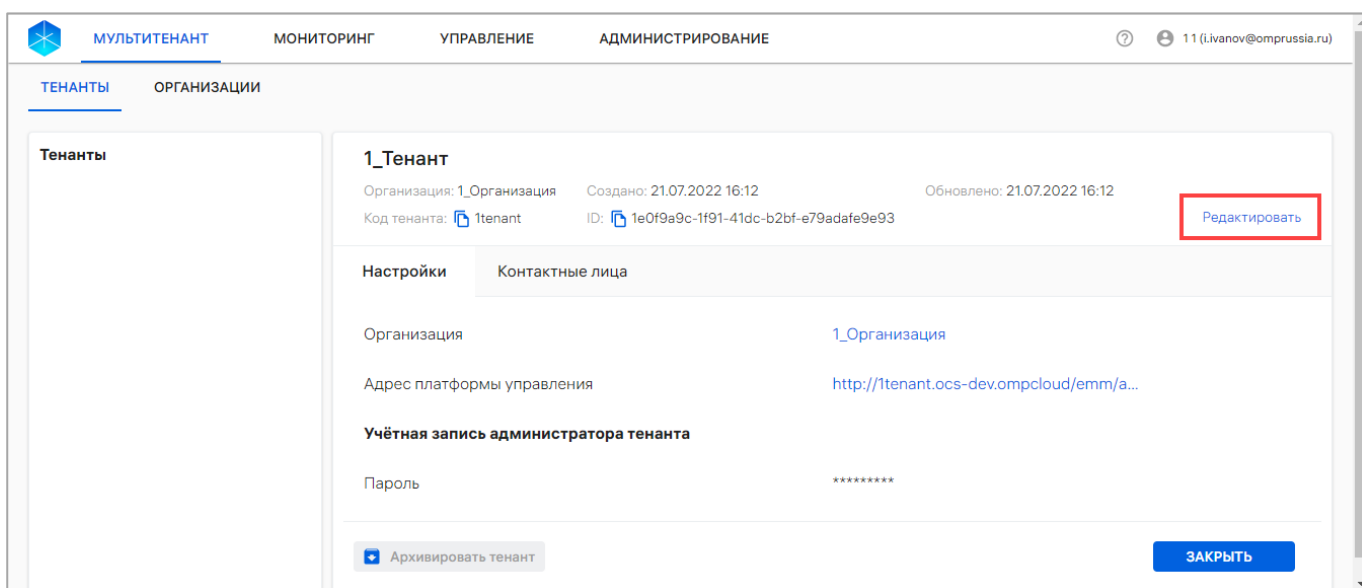 МУЛЬТИТЕНАНТ МОНИТОРИНГ УПРАВЛЕНИЕ АДМИНИСТРИРОВАНИЕ 1 1 (i.ivanov@omprussia.ru)
ТЕНАНТЫ ОРГАНИЗАЦИИ
Тенанты
1_Тенант
Организация: 1_Организация Создано: 21.07.2022 16:12 Обновлено: 21.07.2022 16:12
Код тенанта: 1tenant ID: 1e0f9a9c-1f91-41dc-b2bf-e79adafe9e93
Редактировать
Настройки Контактные лица
Организация 1_Организация
Адрес платформы управления http://1tenant.ocs-dev.ompcloud/emm/a...
Учётная запись администратора тенанта
Пароль *********
Архивировать тенант ЗАКРЫТЬ